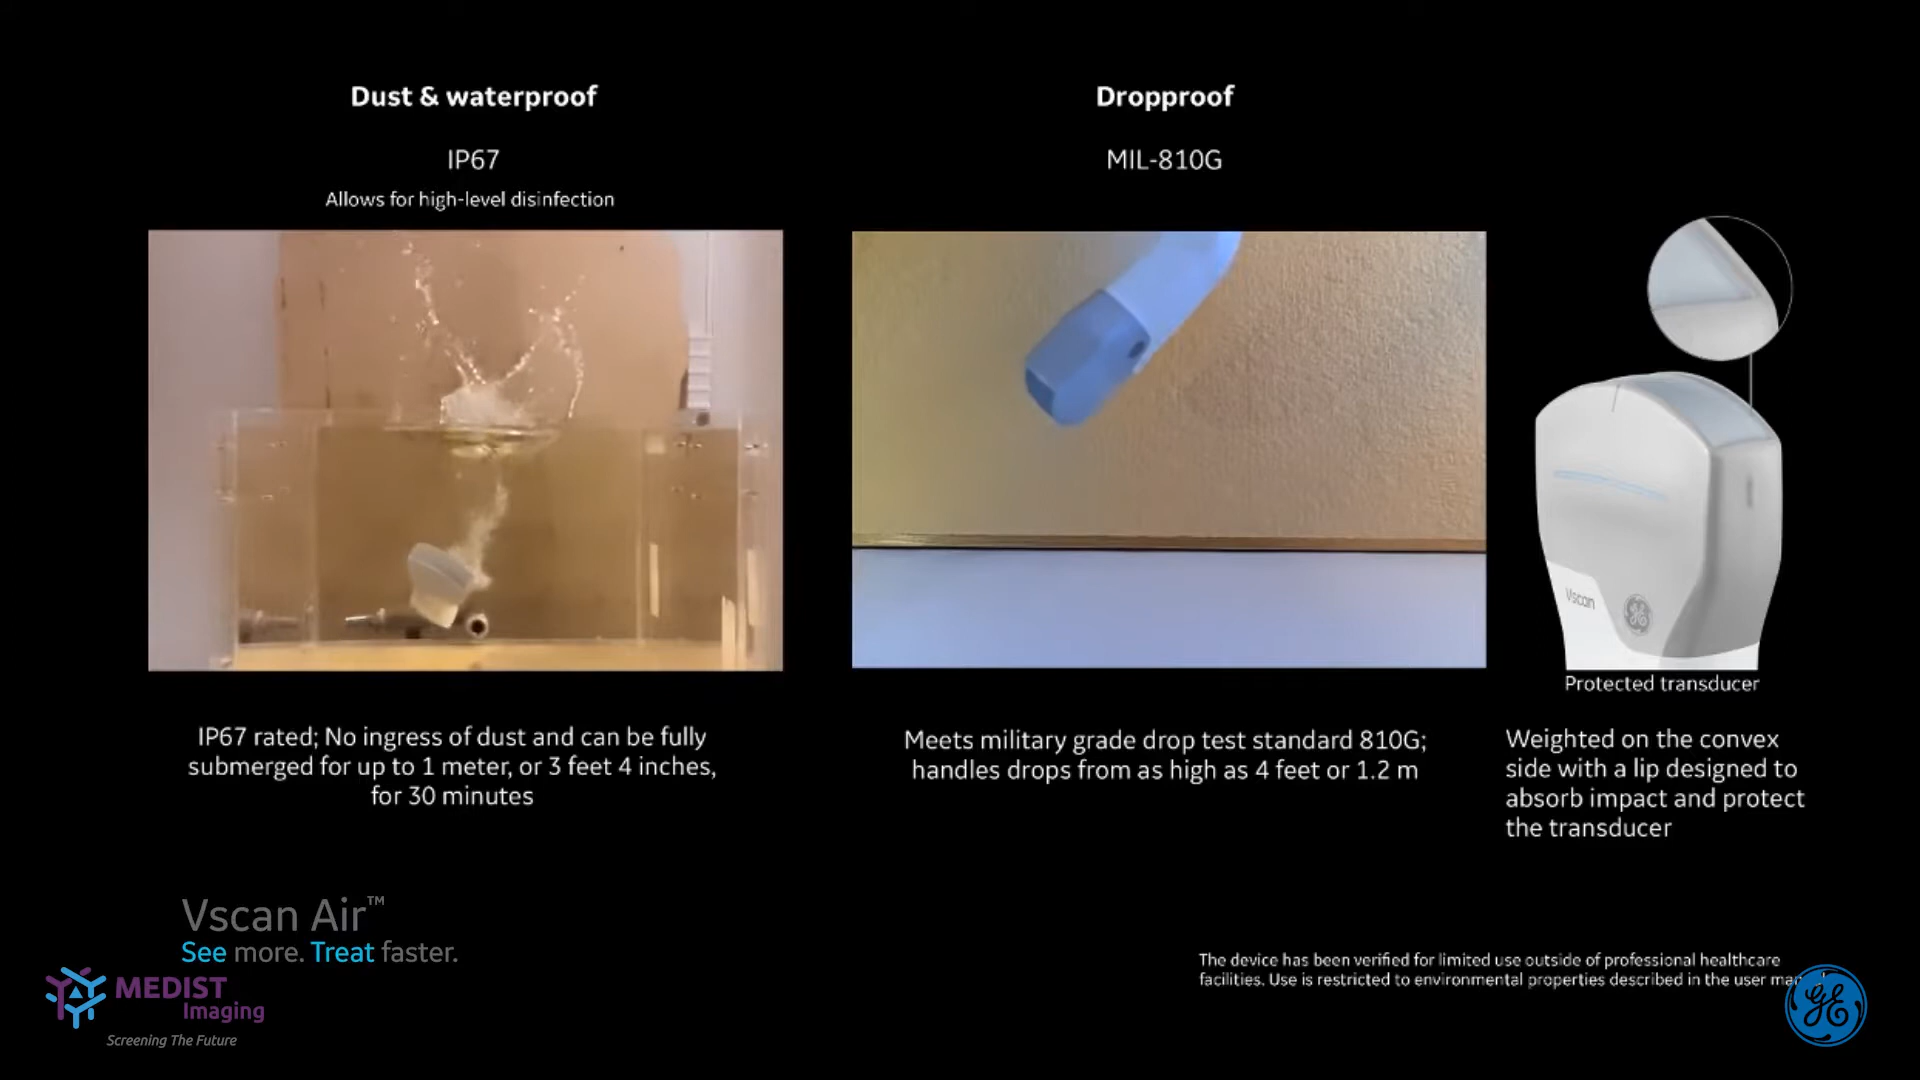 Dust & waterproof
IP67
Allows for high-level disinfection
IP67 rated; No ingress of dust and can be fully
submerged for up to 1 meter, or 3 feet 4 inches,
for 30 minutes
Dropproof
MIL-810G
Meets military grade drop test standard 810G;
handles drops from as high as 4 feet or 1.2 m
Vscan
GE
Protected transducer
Weighted on the convex
side with a lip designed to
absorb impact and protect
the transducer
Vscan Air™
See more. Treat faster.
MEDIST
Imaging
Screening The Future
The device has been verified for limited use outside of professional healthcare
facilities. Use is restricted to environmental properties described in the user
GE